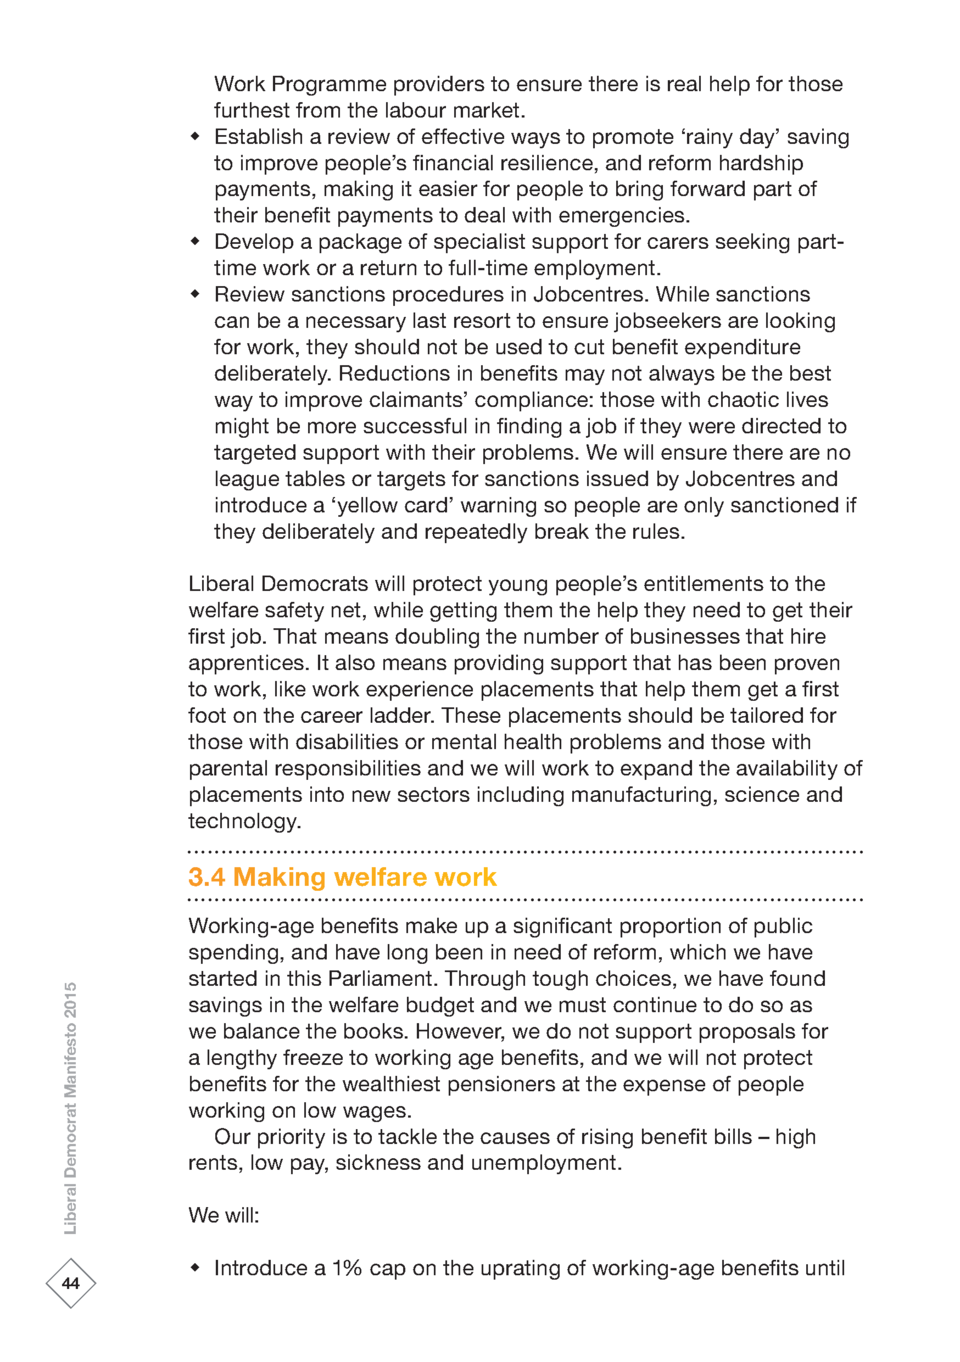 Work Programme providers to ensure there is real help for those
furthest from the labour market.
◆ Establish a review of effective ways to promote ‘rainy day’ saving
to improve people’s financial resilience, and reform hardship
payments, making it easier for people to bring forward part of
their benefit payments to deal with emergencies.
◆ Develop a package of specialist support for carers seeking part-
time work or a return to full-time employment.
◆ Review sanctions procedures in Jobcentres. While sanctions
can be a necessary last resort to ensure jobseekers are looking
for work, they should not be used to cut benefit expenditure
deliberately. Reductions in benefits may not always be the best
way to improve claimants’ compliance: those with chaotic lives
might be more successful in finding a job if they were directed to
targeted support with their problems. We will ensure there are no
league tables or targets for sanctions issued by Jobcentres and
introduce a ‘yellow card’ warning so people are only sanctioned if
they deliberately and repeatedly break the rules.
Liberal Democrats will protect young people’s entitlements to the
welfare safety net, while getting them the help they need to get their
first job. That means doubling the number of businesses that hire
apprentices. It also means providing support that has been proven
to work, like work experience placements that help them get a first
foot on the career ladder. These placements should be tailored for
those with disabilities or mental health problems and those with
parental responsibilities and we will work to expand the availability of
placements into new sectors including manufacturing, science and
technology.
3.4 Making welfare work
Working-age benefits make up a significant proportion of public
spending, and have long been in need of reform, which we have
started in this Parliament. Through tough choices, we have found
savings in the welfare budget and we must continue to do so as
we balance the books. However, we do not support proposals for
a lengthy freeze to working age benefits, and we will not protect
benefits for the wealthiest pensioners at the expense of people
working on low wages.
Our priority is to tackle the causes of rising benefit bills – high
rents, low pay, sickness and unemployment.
We will:
◆ Introduce a 1% cap on the uprating of working-age benefits until
Liberal Democrat Manifesto 2015
44